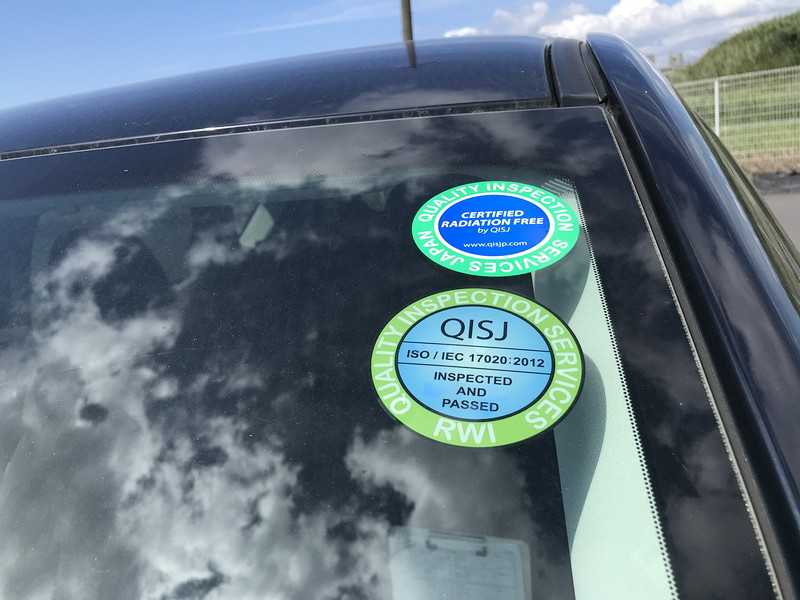 QUALITY INSPECTION SERVICES JAPAN
CERTIFIED
RADIATION FREE
by QISJ
www.qisjp.com
QUALITY INSPECTION SERVICES
QISJ
ISO / IEC 17020:2012
INSPECTED
AND
PASSED
RWI